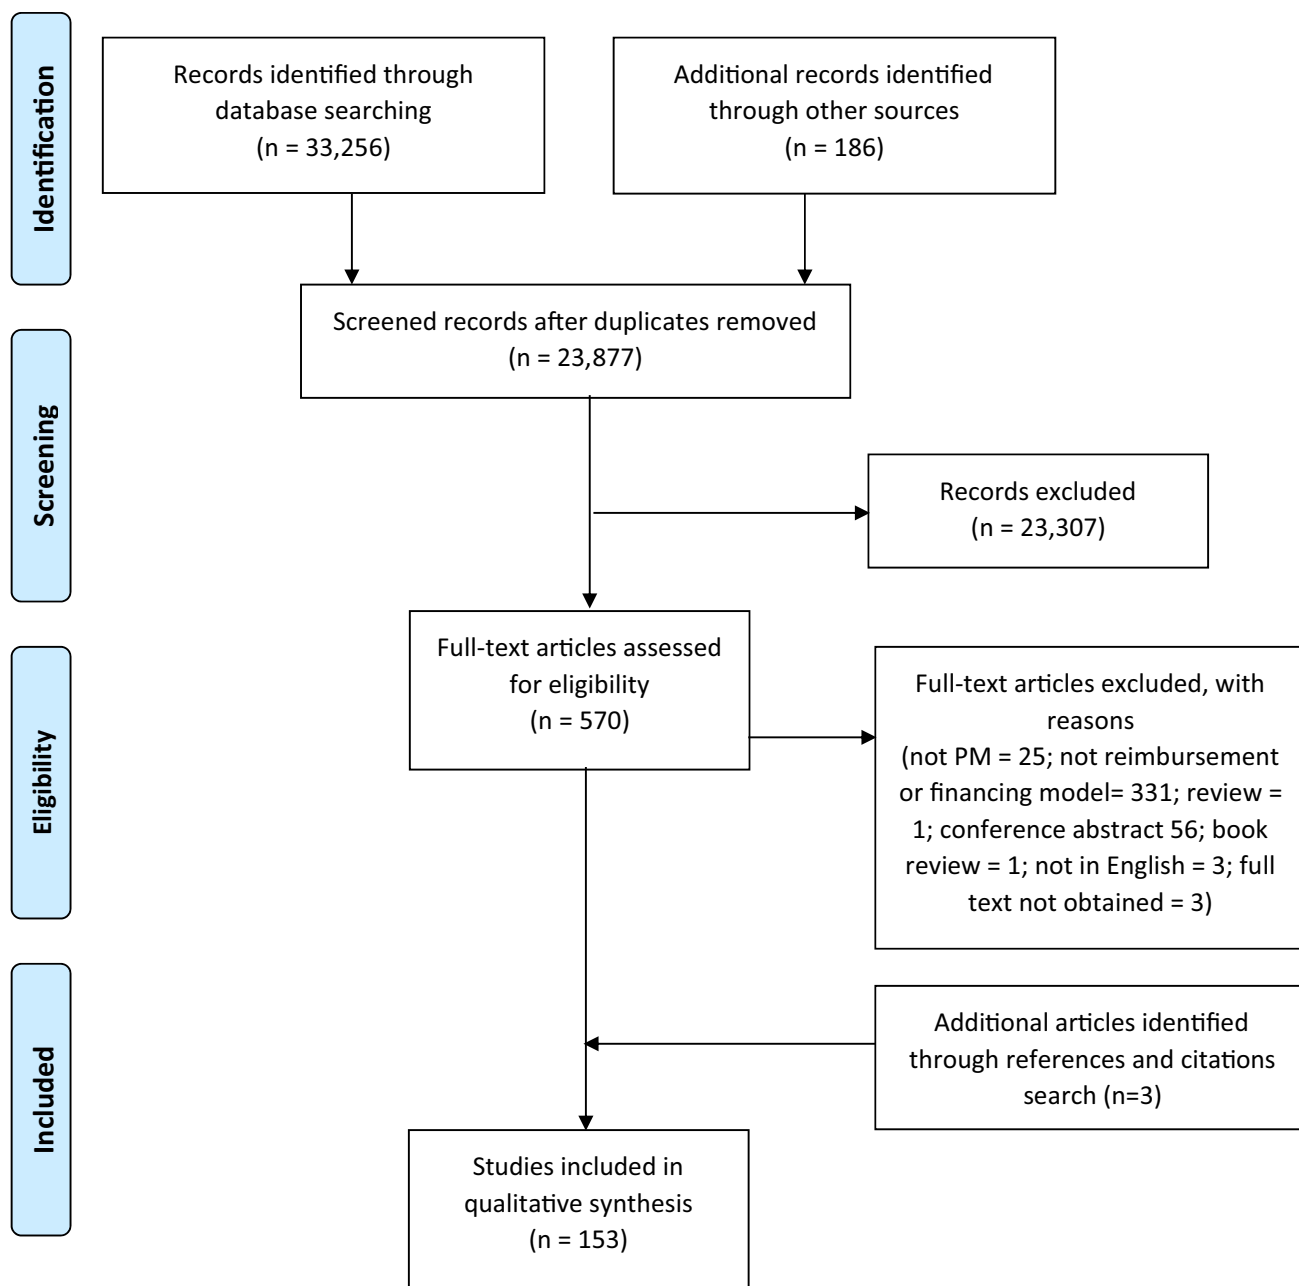 Identification
Records identified through
database searching
(n = 33,256)
Additional records identified
through other sources
(n = 186)
Screening
Screened records after duplicates removed
(n = 23,877)
Records excluded
(n = 23,307)
Eligibility
Full-text articles assessed
for eligibility
(n = 570)
Full-text articles excluded, with
reasons
(not PM = 25; not reimbursement
or financing model= 331; review =
1; conference abstract 56; book
review = 1; not in English = 3; full
text not obtained = 3)
Included
Additional articles identified
through references and citations
search (n=3)
Studies included in
qualitative synthesis
(n = 153)